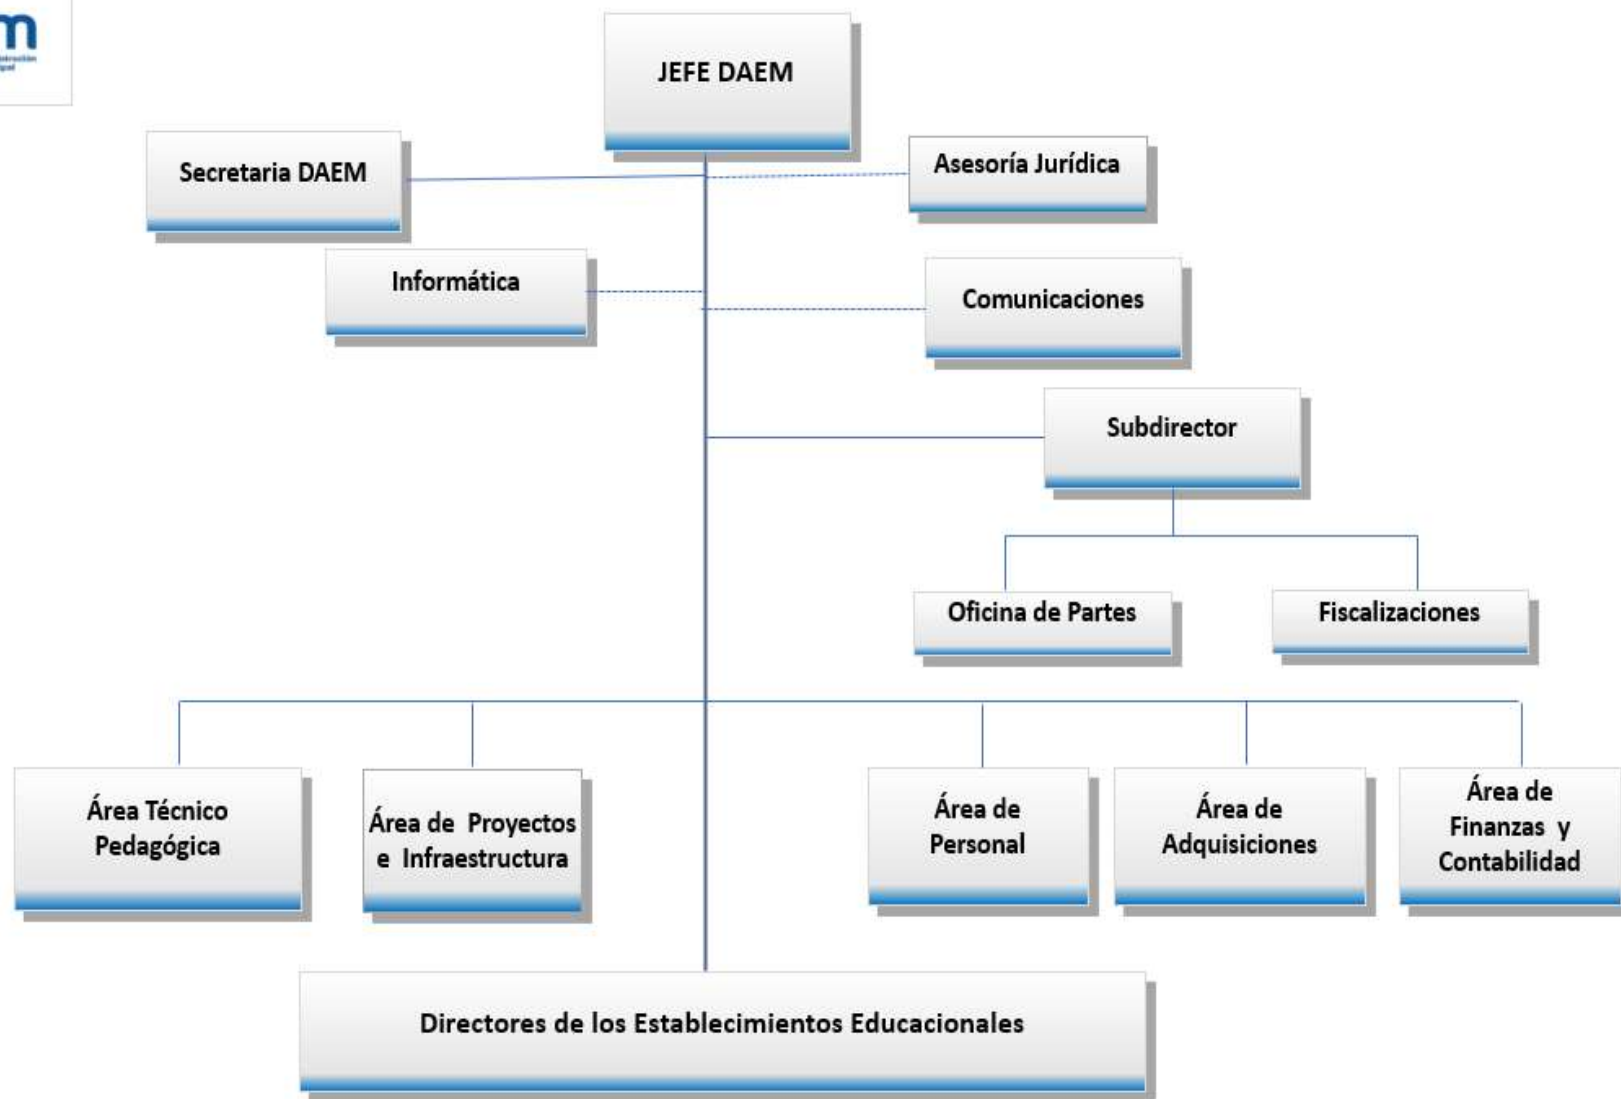 m
JEFE DAEM
Secretaria DAEM
Asesoría Jurídica
Informática
Comunicaciones
Subdirector
Oficina de Partes
Fiscalizaciones
Área Técnico
Pedagógica
Área de Proyectos
e Infraestructura
Área de
Personal
Área de
Adquisiciones
Área de
Finanzas y
Contabilidad
Directores de los Establecimientos Educacionales